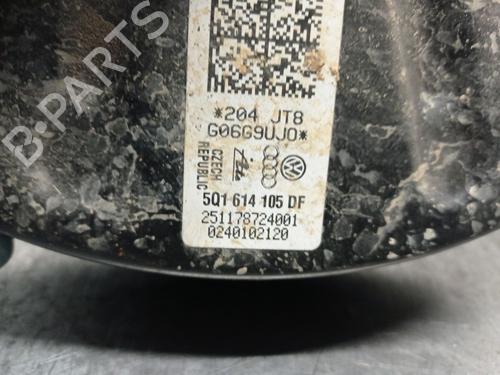 B-PARTS
*204 JT8
G06G9UJ0*
CZECH
REPUBLIC
5Q1 614 105 DF
251178724001
0240102120